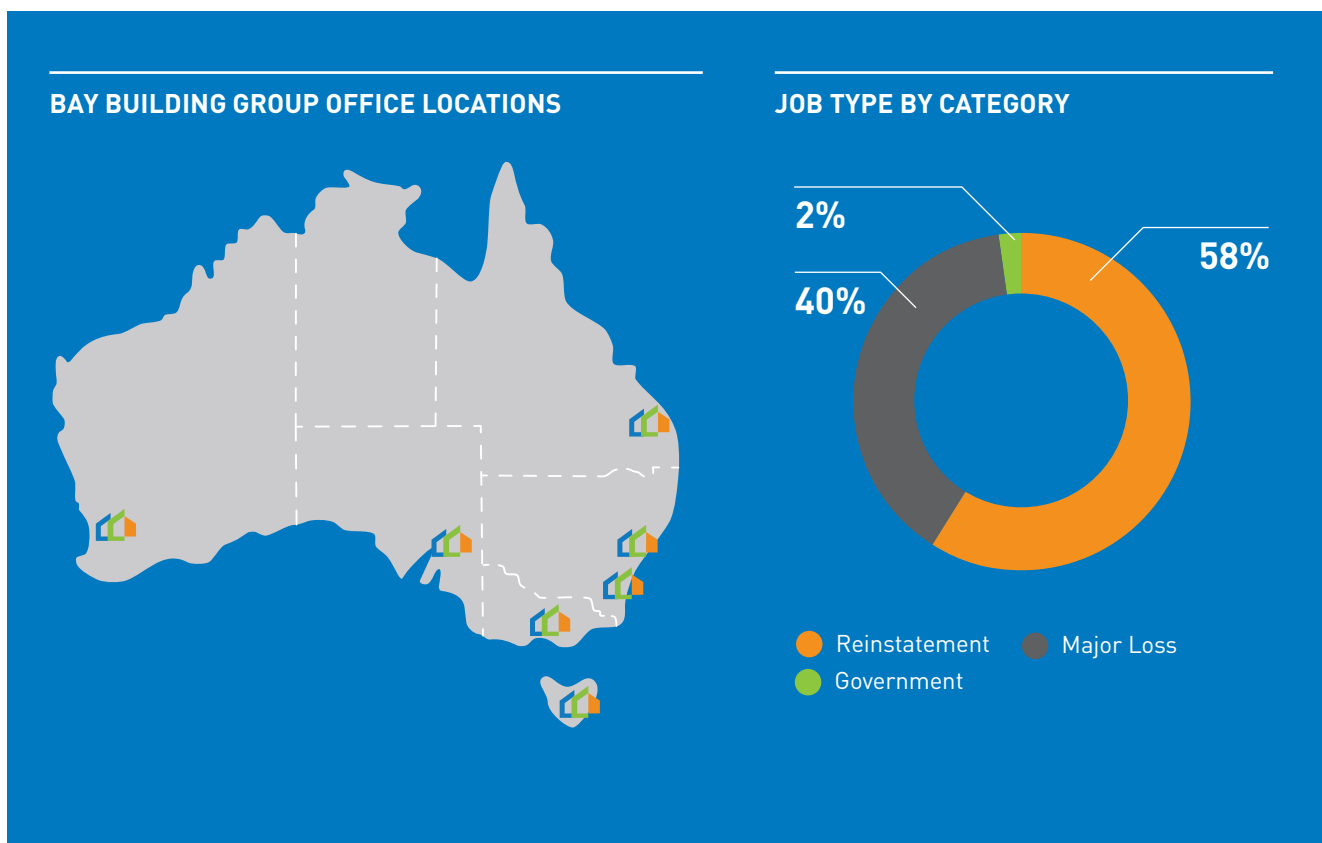 BAY BUILDING GROUP OFFICE LOCATIONS
JOB TYPE BY CATEGORY
2%
58%
40%
Reinstatement
Major Loss
Government